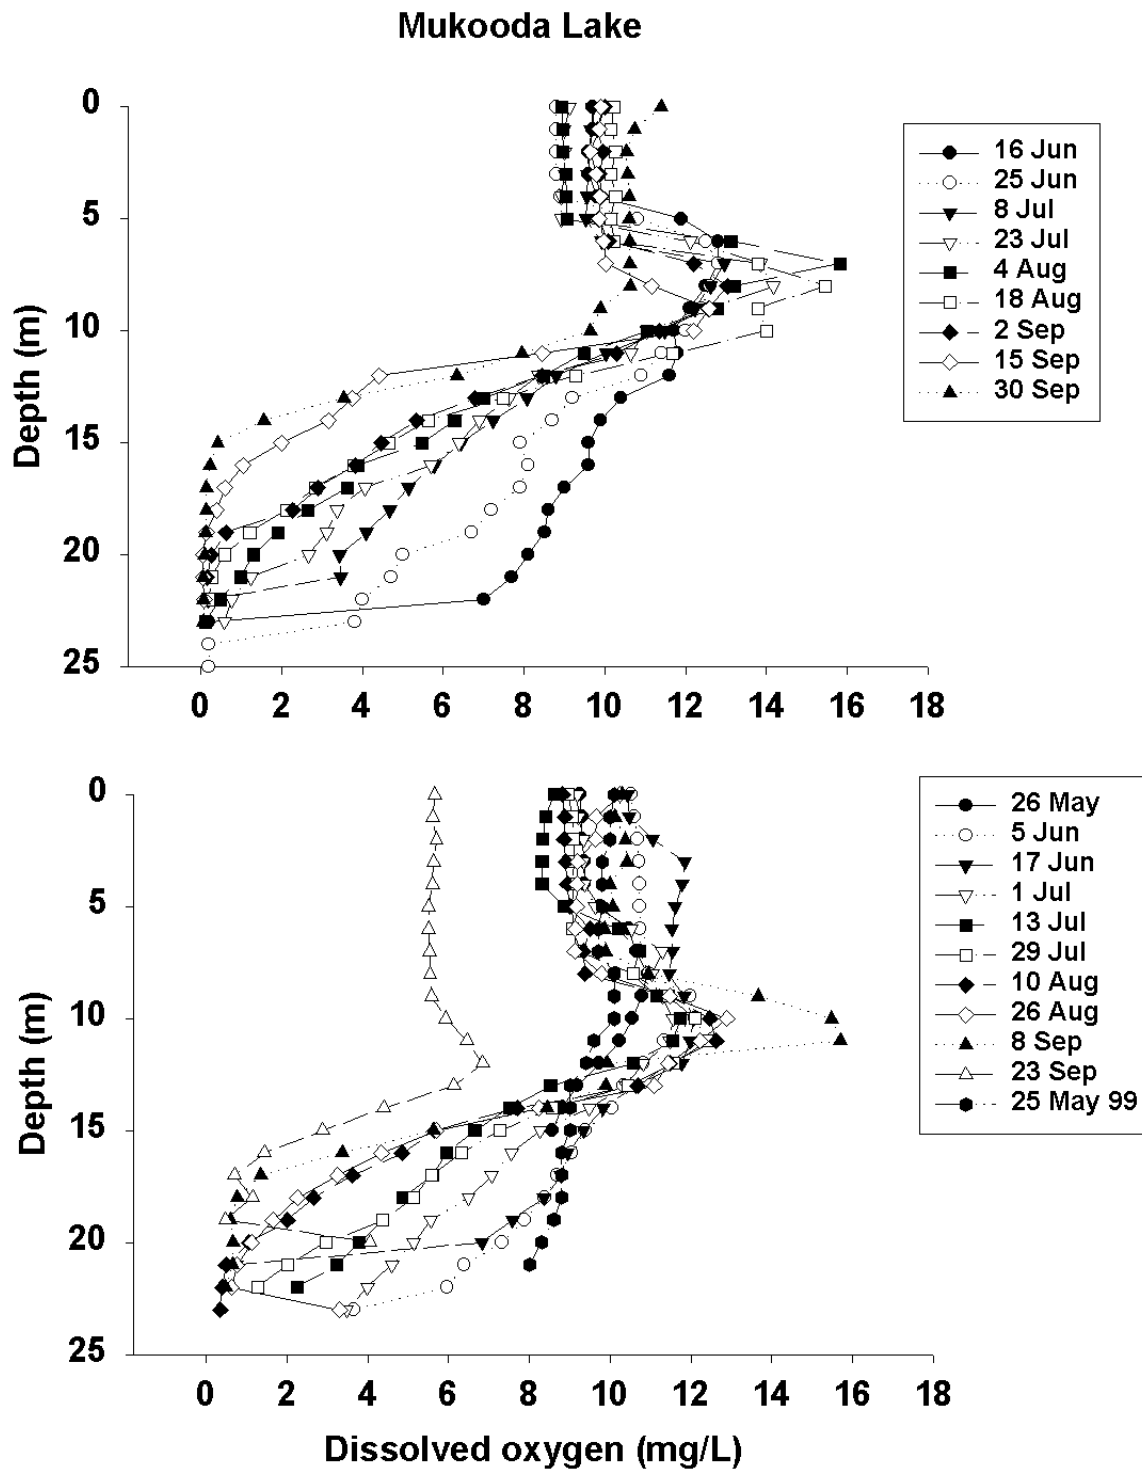 Mukooda Lake
0
5
10
15
20
25
Depth (m)
0 2 4 6 8 10 12 14 16 18
16 Jun
25 Jun
8 Jul
23 Jul
4 Aug
18 Aug
2 Sep
15 Sep
30 Sep
0
5
10
15
20
25
Depth (m)
0 2 4 6 8 10 12 14 16 18
Dissolved oxygen (mg/L)
26 May
5 Jun
17 Jun
1 Jul
13 Jul
29 Jul
10 Aug
26 Aug
8 Sep
23 Sep
25 May 99